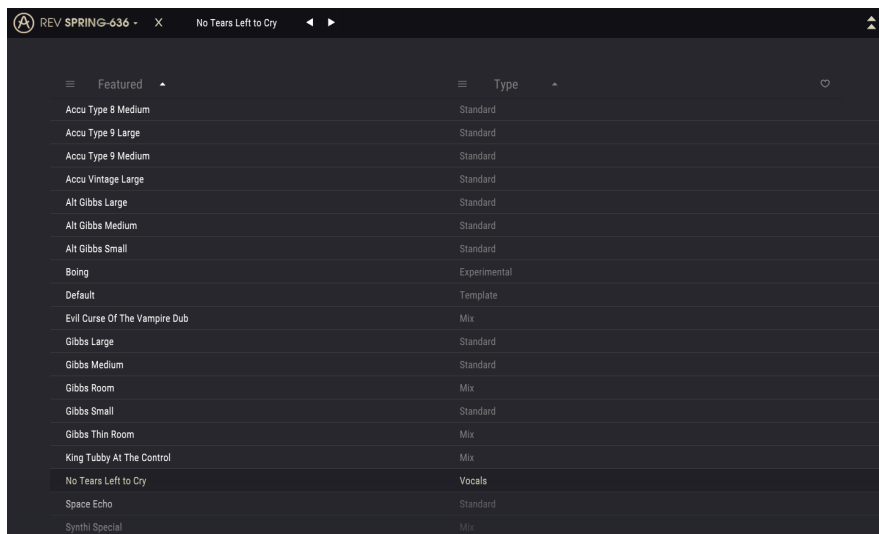 REV SPRING-636 X No Tears Left to Cry
Featured Type
Accu Type 8 Medium Standard
Accu Type 9 Large Standard
Accu Type 9 Medium Standard
Accu Vintage Large Standard
Alt Gibbs Large Standard
Alt Gibbs Medium Standard
Alt Gibbs Small Standard
Boing Experimental
Default Template
Evil Curse Of The Vampire Dub Mix
Gibbs Large Standard
Gibbs Medium Standard
Gibbs Room Mix
Gibbs Small Standard
Gibbs Thin Room Mix
King Tubby At The Control Mix
No Tears Left to Cry Vocals
Space Echo Standard
Synthi Special Mix